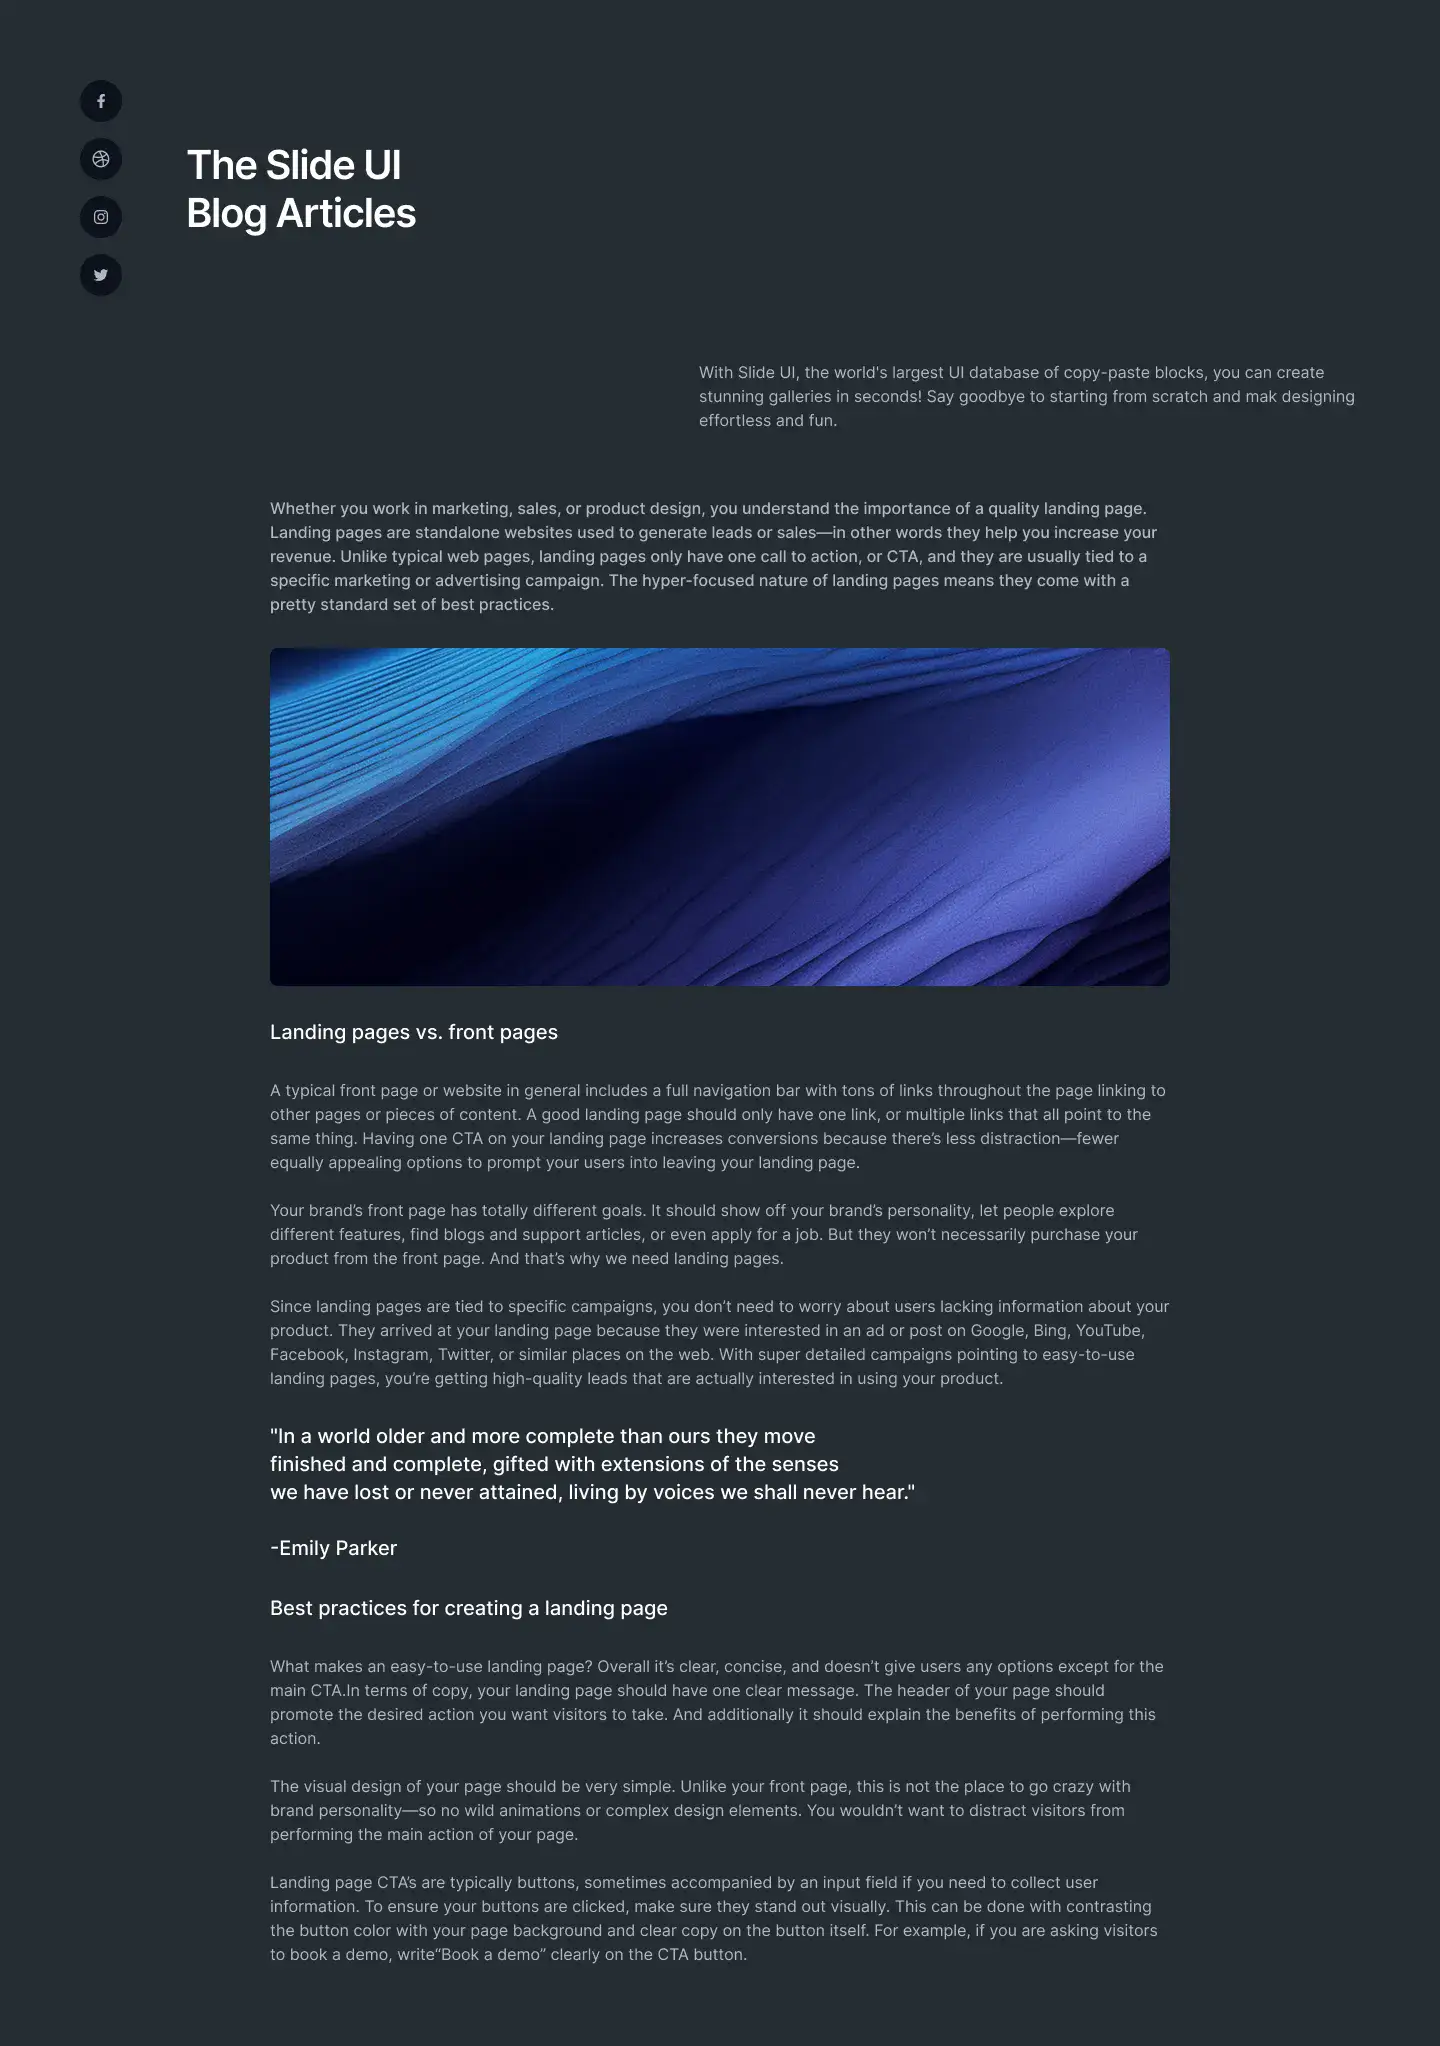 The Slide UI
Blog Articles
With Slide UI, the world's largest UI database of copy-paste blocks, you can create
stunning galleries in seconds! Say goodbye to starting from scratch and mak designing
effortless and fun.
Whether you work in marketing, sales, or product design, you understand the importance of a quality landing page.
Landing pages are standalone websites used to generate leads or sales—in other words they help you increase your
revenue. Unlike typical web pages, landing pages only have one call to action, or CTA, and they are usually tied to a
specific marketing or advertising campaign. The hyper-focused nature of landing pages means they come with a
pretty standard set of best practices.
Landing pages vs. front pages
A typical front page or website in general includes a full navigation bar with tons of links throughout the page linking to
other pages or pieces of content. A good landing page should only have one link, or multiple links that all point to the
same thing. Having one CTA on your landing page increases conversions because there’s less distraction—fewer
equally appealing options to prompt your users into leaving your landing page.
Your brand’s front page has totally different goals. It should show off your brand’s personality, let people explore
different features, find blogs and support articles, or even apply for a job. But they won’t necessarily purchase your
product from the front page. And that’s why we need landing pages.
Since landing pages are tied to specific campaigns, you don’t need to worry about users lacking information about your
product. They arrived at your landing page because they were interested in an ad or post on Google, Bing, YouTube,
Facebook, Instagram, Twitter, or similar places on the web. With super detailed campaigns pointing to easy-to-use
landing pages, you’re getting high-quality leads that are actually interested in using your product.
"In a world older and more complete than ours they move
finished and complete, gifted with extensions of the senses
we have lost or never attained, living by voices we shall never hear."
-Emily Parker
Best practices for creating a landing page
What makes an easy-to-use landing page? Overall it’s clear, concise, and doesn’t give users any options except for the
main CTA.In terms of copy, your landing page should have one clear message. The header of your page should
promote the desired action you want visitors to take. And additionally it should explain the benefits of performing this
action.
The visual design of your page should be very simple. Unlike your front page, this is not the place to go crazy with
brand personality—so no wild animations or complex design elements. You wouldn’t want to distract visitors from
performing the main action of your page.
Landing page CTA’s are typically buttons, sometimes accompanied by an input field if you need to collect user
information. To ensure your buttons are clicked, make sure they stand out visually. This can be done with contrasting
the button color with your page background and clear copy on the button itself. For example, if you are asking visitors
to book a demo, write“Book a demo” clearly on the CTA button.